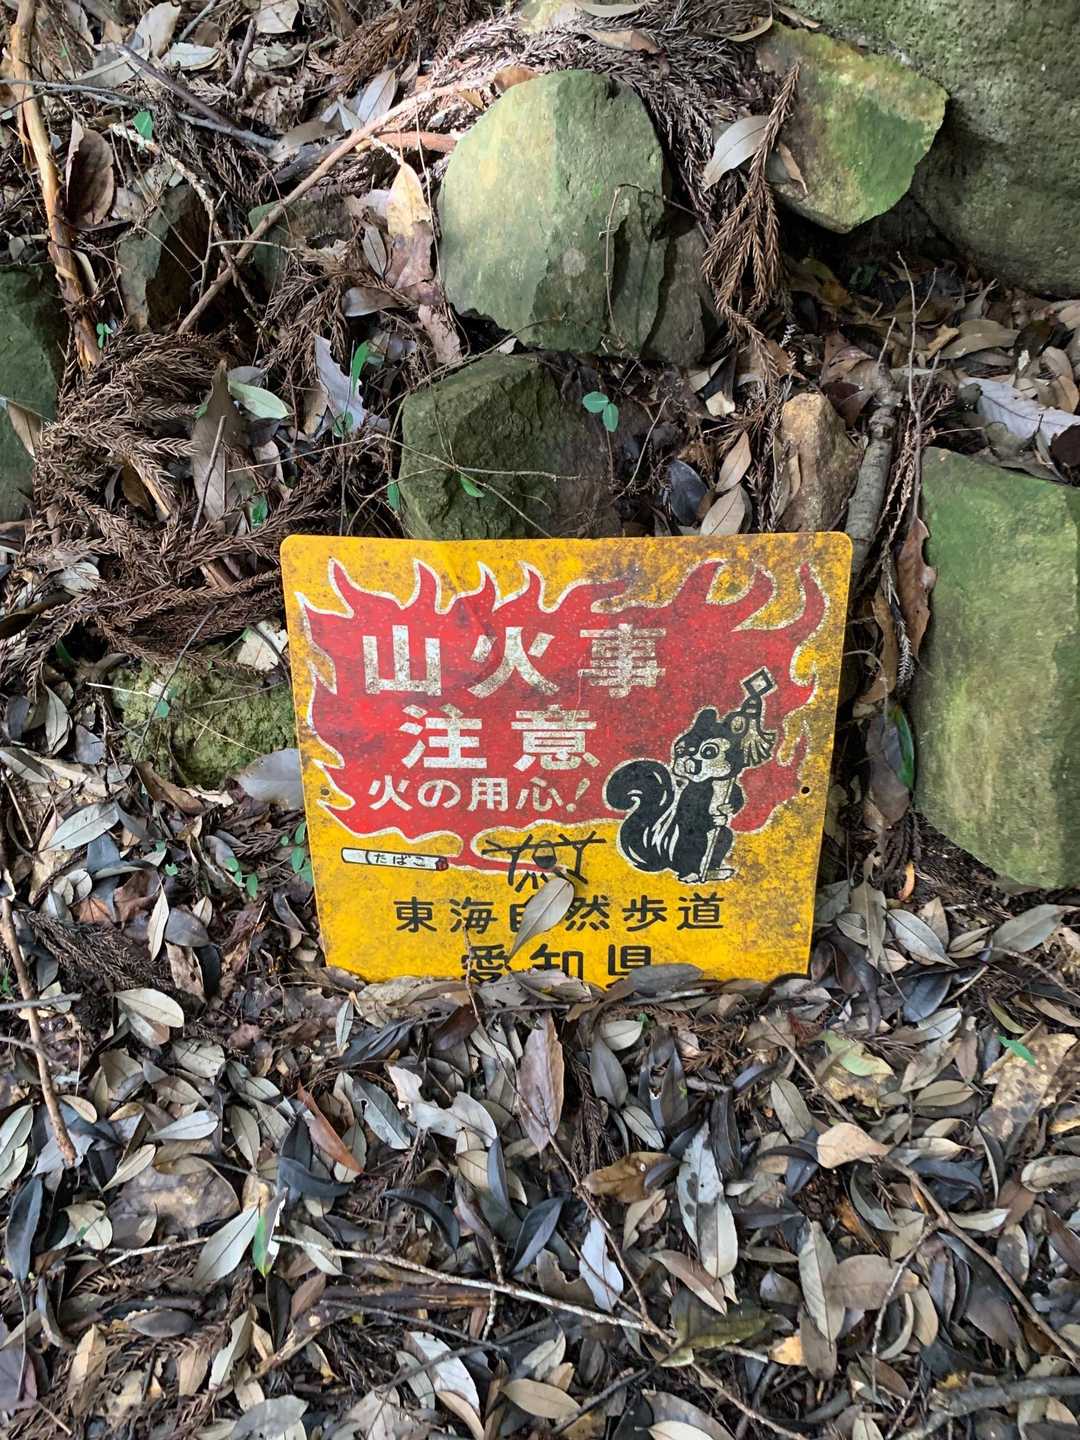 山火事
注意
火の用心!
たばこ
東海自然歩道
愛知県